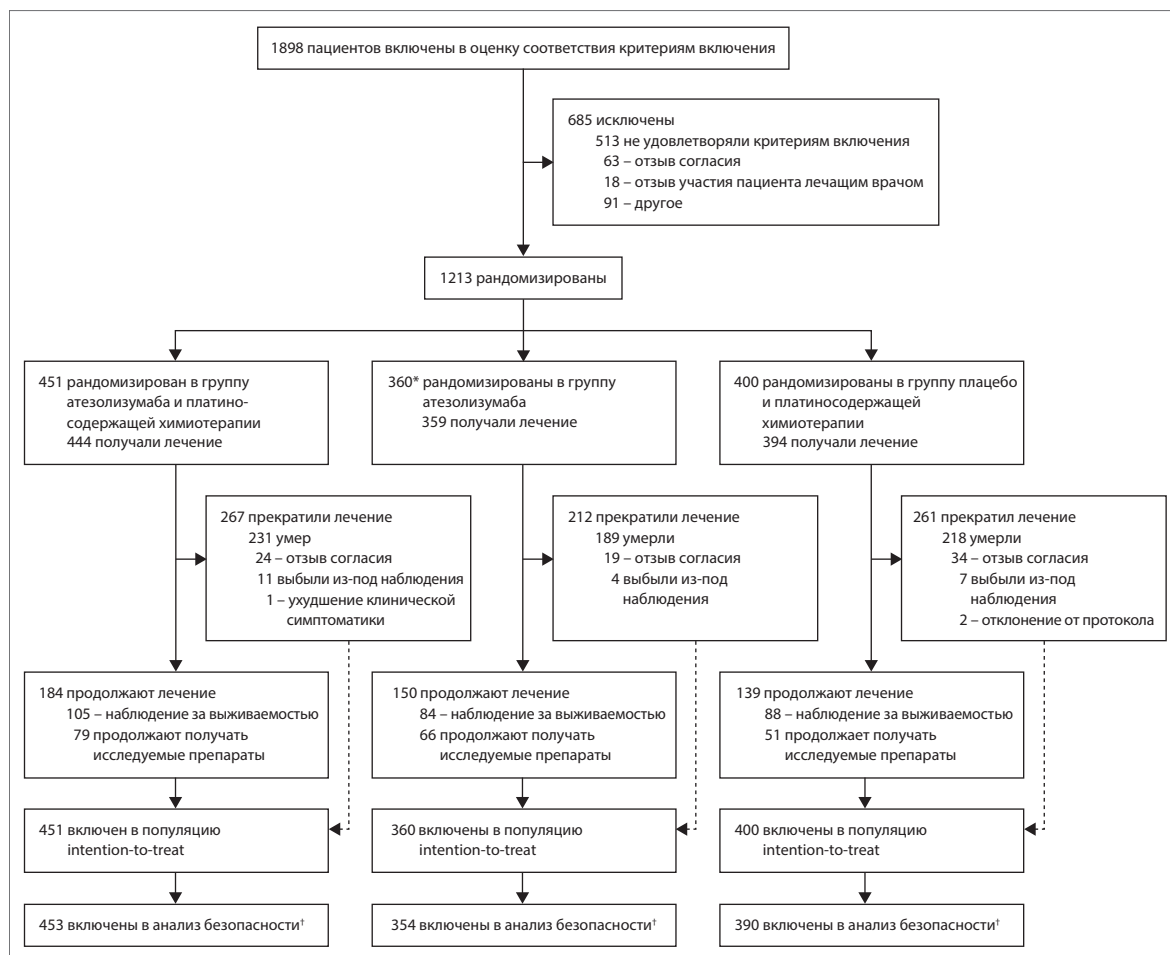 1898 пациентов включены в оценку соответствия критериям включения
685 исключены
513 не удовлетворяли критериям включения
63 – отзыв согласия
18 – отзыв участия пациента лечащим врачом
91 – другое
1213 рандомизированы
451 рандомизирован в группу
атезолизумаба и платино-
содержащей химиотерапии
444 получали лечение
360* рандомизированы в группу
атезолизумаба
359 получали лечение
400 рандомизированы в группу плацебо
и платиносодержащей
химиотерапии
394 получали лечение
267 прекратили лечение
231 умер
24 – отзыв согласия
11 выбыли из-под наблюдения
1 – ухудшение клинической
симптоматики
212 прекратили лечение
189 умерли
19 – отзыв согласия
4 выбыли из-под
наблюдения
261 прекратил лечение
218 умерли
34 – отзыв согласия
7 выбыли из-под
наблюдения
2 – отклонение от протокола
184 продолжают лечение
105 – наблюдение за выживаемостью
79 продолжают получать
исследуемые препараты
150 продолжают лечение
84 – наблюдение за выживаемостью
66 продолжают получать
исследуемые препараты
139 продолжают лечение
88 – наблюдение за выживаемостью
51 продолжает получать
исследуемые препараты
451 включен в популяцию
intention-to-treat
360 включены в популяцию
intention-to-treat
400 включены в популяцию
intention-to-treat
453 включены в анализ безопасности†
354 включены в анализ безопасности†
390 включены в анализ безопасности†